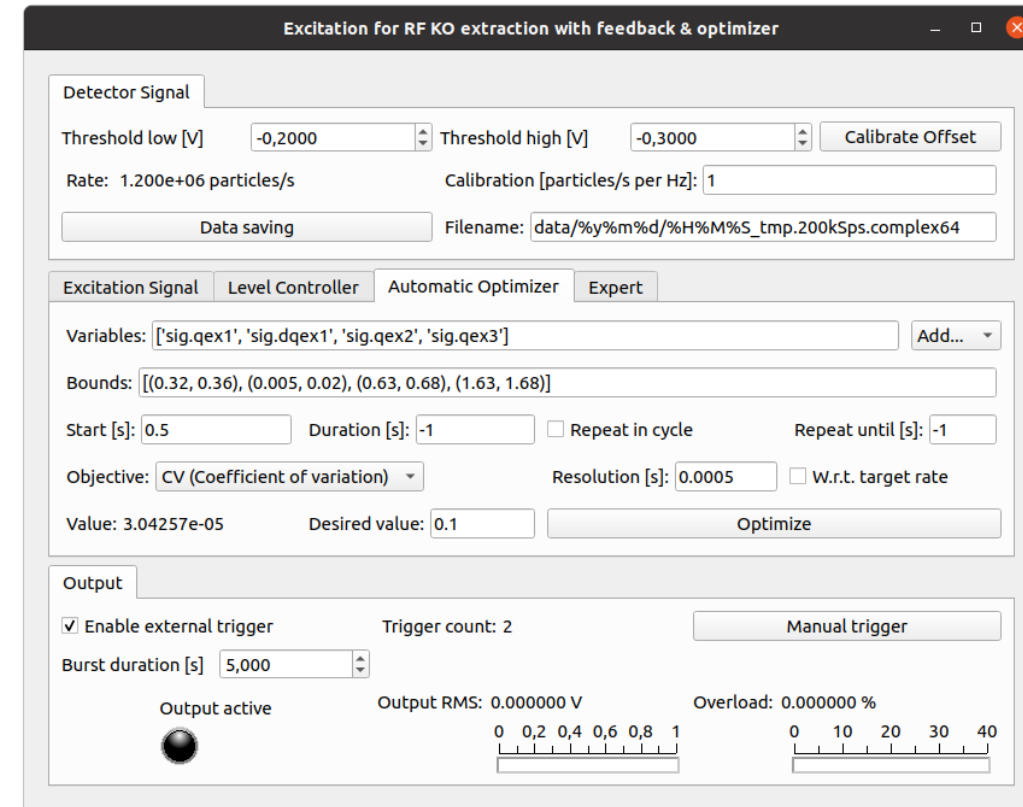 Excitation for RF KO extraction with feedback & optimizer
Detector Signal
Threshold low [V] -0,2000 Threshold high [V] -0,3000 Calibrate Offset
Rate: 1.200e+06 particles/s Calibration [particles/s per Hz]: 1
Data saving Filename: data/%y%m%d/%H%M%S_tmp.200kSps.complex64
Excitation Signal Level Controller Automatic Optimizer Expert
Variables: ['sig.qex1', 'sig.dqex1', 'sig.qex2', 'sig.qex3'] Add...
Bounds: [(0.32, 0.36), (0.005, 0.02), (0.63, 0.68), (1.63, 1.68)]
Start [s]: 0.5 Duration [s]: -1 Repeat in cycle Repeat until [s]: -1
Objective: CV (Coefficient of variation) Resolution [s]: 0.0005 W.r.t. target rate
Value: 3.04257e-05 Desired value: 0.1 Optimize
Output
Enable external trigger Trigger count: 2 Manual trigger
Burst duration [s] 5,000
Output active Output RMS: 0.000000 V Overload: 0.000000 %
0 0,2 0,4 0,6 0,8 1 0 10 20 30 40